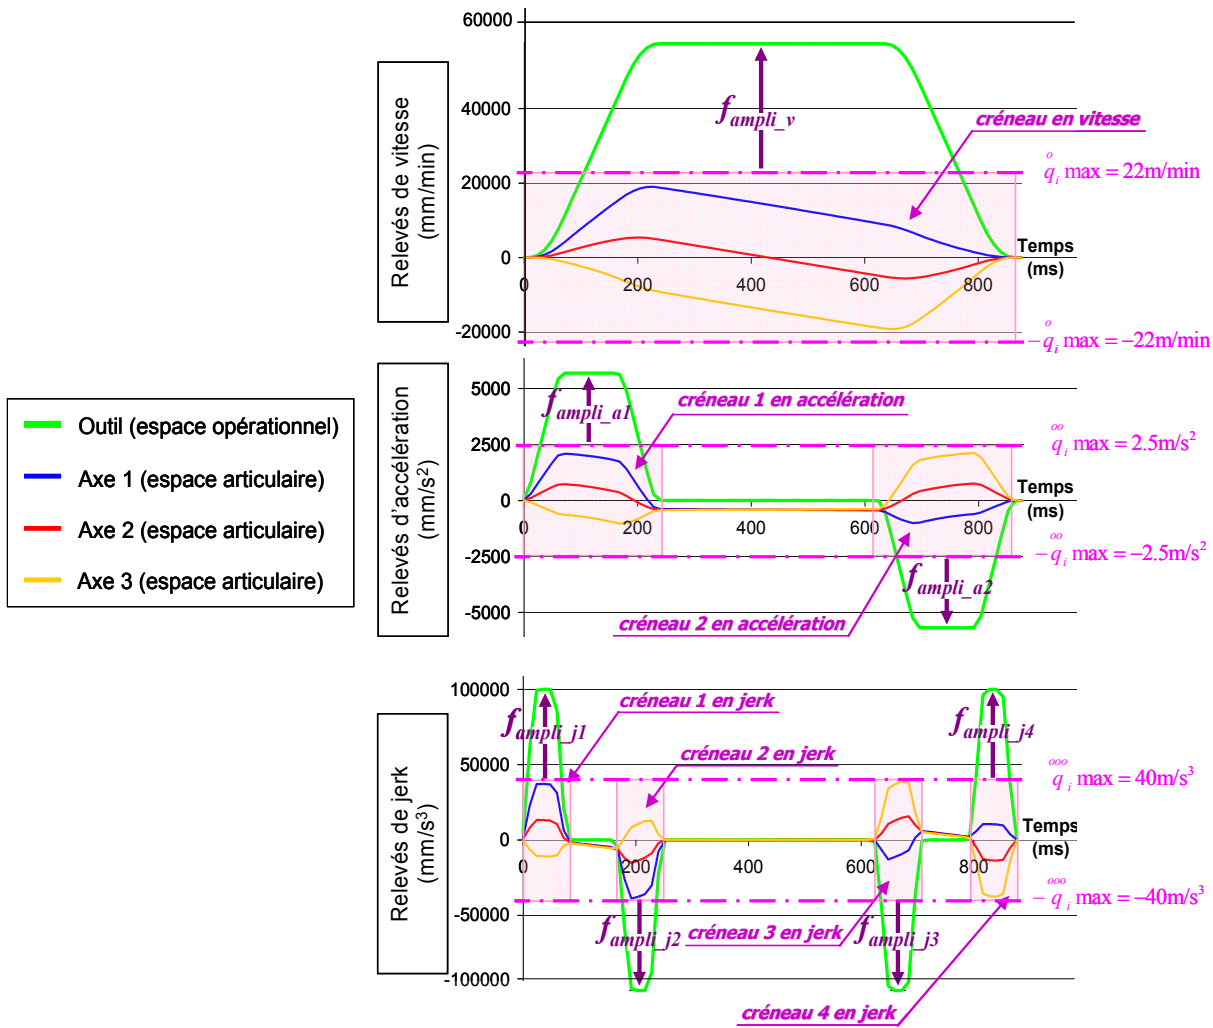 60000
40000
20000
0
-20000
Relevés de vitesse
(mm/min)
f ampli_v
créneau en vitesse
o
q i max = 22m/min
Temps
(ms)
0 200 400 600 800
o
-q i max = -22m/min
Outil (espace opérationnel)
Axe 1 (espace articulaire)
Axe 2 (espace articulaire)
Axe 3 (espace articulaire)
Relevés d'accélération
(mm/s²)
5000
2500
0
-2500
-5000
f ampli_a1
créneau 1 en accélération
oo
q i max = 2.5m/s²
Temps
(ms)
0 200 400 600 800
oo
-q i max = -2.5m/s²
f ampli_a2
créneau 2 en accélération
Relevés de jerk
(mm/s³)
100000
50000
0
-50000
-100000
f ampli_j1
créneau 1 en jerk
créneau 2 en jerk
f ampli_j4
ooo
q i max = 40m/s³
Temps
(ms)
0 200 400 600 800
ooo
-q i max = -40m/s³
f ampli_j2
créneau 3 en jerk
f ampli_j3
créneau 4 en jerk